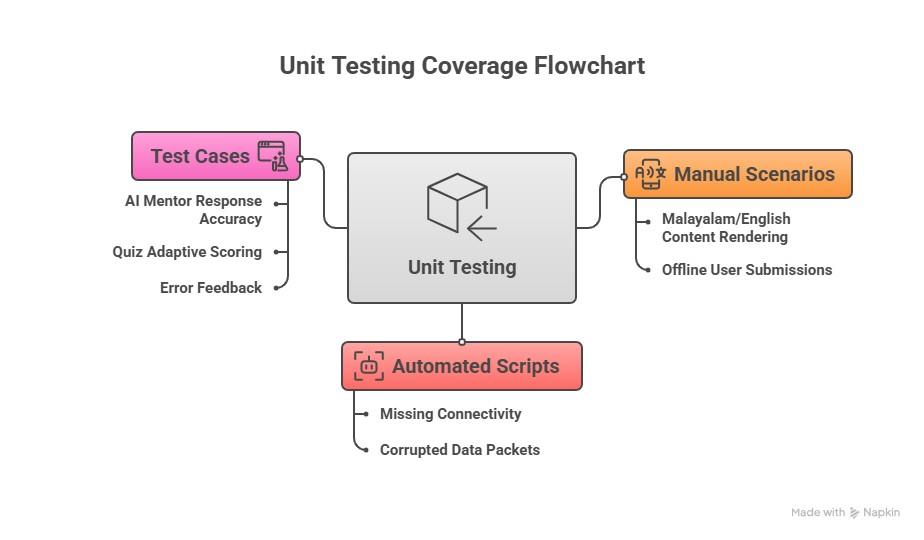 Unit Testing Coverage Flowchart
Test Cases
AI Mentor Response
Accuracy
Quiz Adaptive Scoring
Error Feedback
Unit Testing
Manual Scenarios
Malayalam/English
Content Rendering
Offline User Submissions
Automated Scripts
Missing Connectivity
Corrupted Data Packets
Made with Napkin